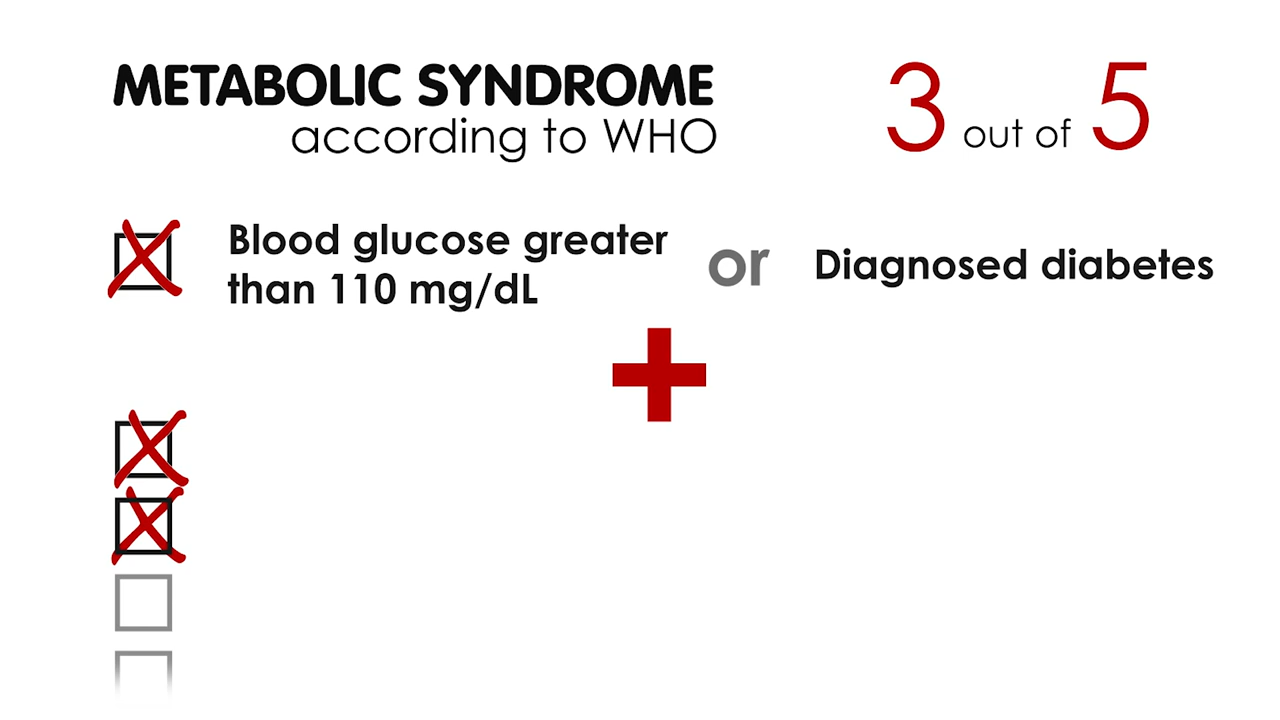 METABOLIC SYNDROME
according to WHO
3 out of 5
Blood glucose greater
than 110 mg/dL
or
Diagnosed diabetes